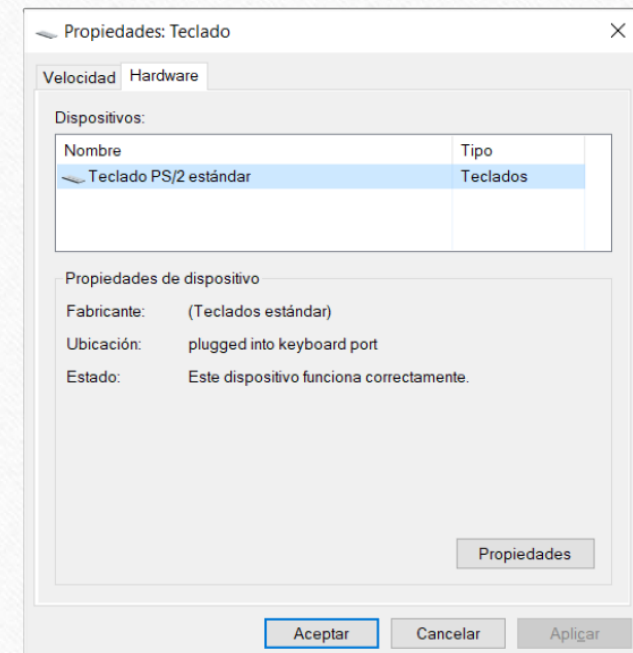 Propiedades: Teclado
Velocidad Hardware
Dispositivos:
Nombre Tipo
Teclado PS/2 estándar Teclados
Propiedades de dispositivo
Fabricante: (Teclados estándar)
Ubicación: plugged into keyboard port
Estado: Este dispositivo funciona correctamente.
Propiedades
Aceptar Cancelar Aplicar